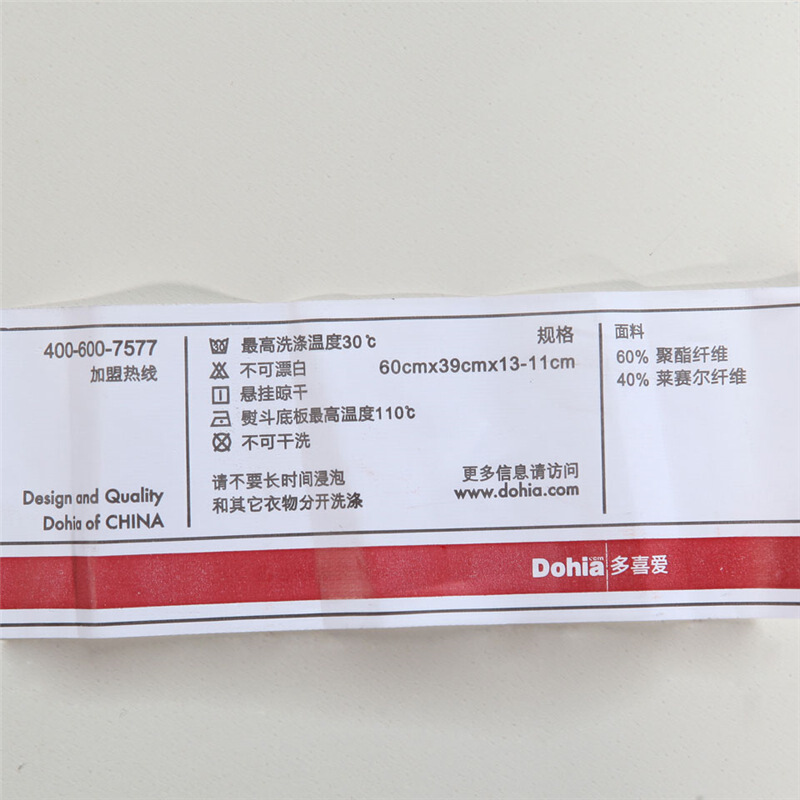 400-600-7577
加盟热线
Design and Quality
Dohia of CHINA
最高洗涤温度30℃
不可漂白
悬挂晾干
熨斗底板最高温度110℃
不可干洗
请不要长时间浸泡
和其它衣物分开洗涤
规格
60cmx39cmx13-11cm
更多信息请访问
www.dohia.com
面料
60% 聚酯纤维
40% 莱赛尔纤维
Dohia.com 多喜爱